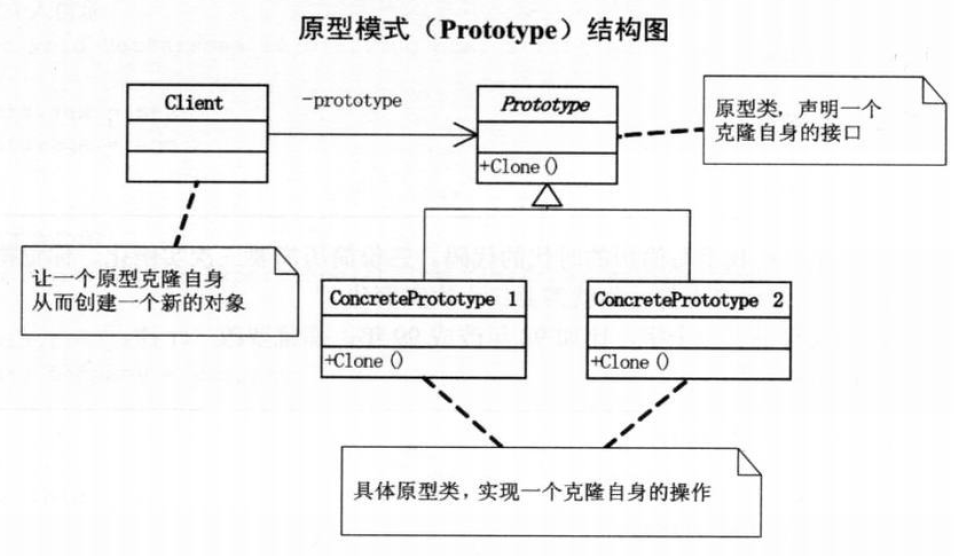 原型模式（Prototype）结构图
Client
-prototype
Prototype
+Clone()
原型类，声明一个
克隆自身的接口
让一个原型克隆自身
从而创建一个新的对象
ConcretePrototype 1
+Clone()
ConcretePrototype 2
+Clone()
具体原型类，实现一个克隆自身的操作